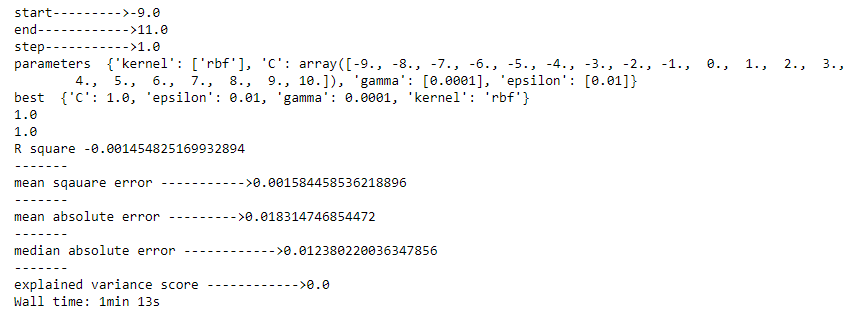 start--------->-9.0
end------------>11.0
step----------->1.0
parameters  {'kernel': ['rbf'], 'C': array([-9., -8., -7., -6., -5., -4., -3., -2., -1.,  0.,  1.,  2.,  3.,
        4.,  5.,  6.,  7.,  8.,  9., 10.]), 'gamma': [0.0001], 'epsilon': [0.01]}
best  {'C': 1.0, 'epsilon': 0.01, 'gamma': 0.0001, 'kernel': 'rbf'}
1.0
1.0
R square -0.001454825169932894
-------
mean sqauare error ----------->0.001584458536218896
-------
mean absolute error --------->0.018314746854472
-------
median absolute error ------------>0.012380220036347856
-------
explained variance score ------------>0.0
Wall time: 1min 13s